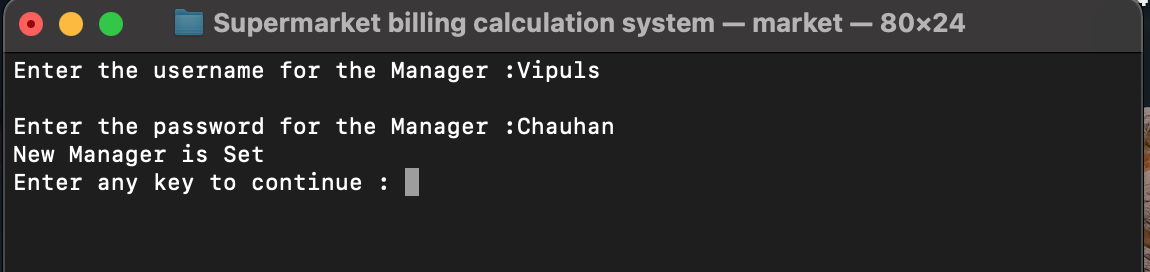 Supermarket billing calculation system — market — 80×24
Enter the username for the Manager :Vipuls
Enter the password for the Manager :Chauhan
New Manager is Set
Enter any key to continue :